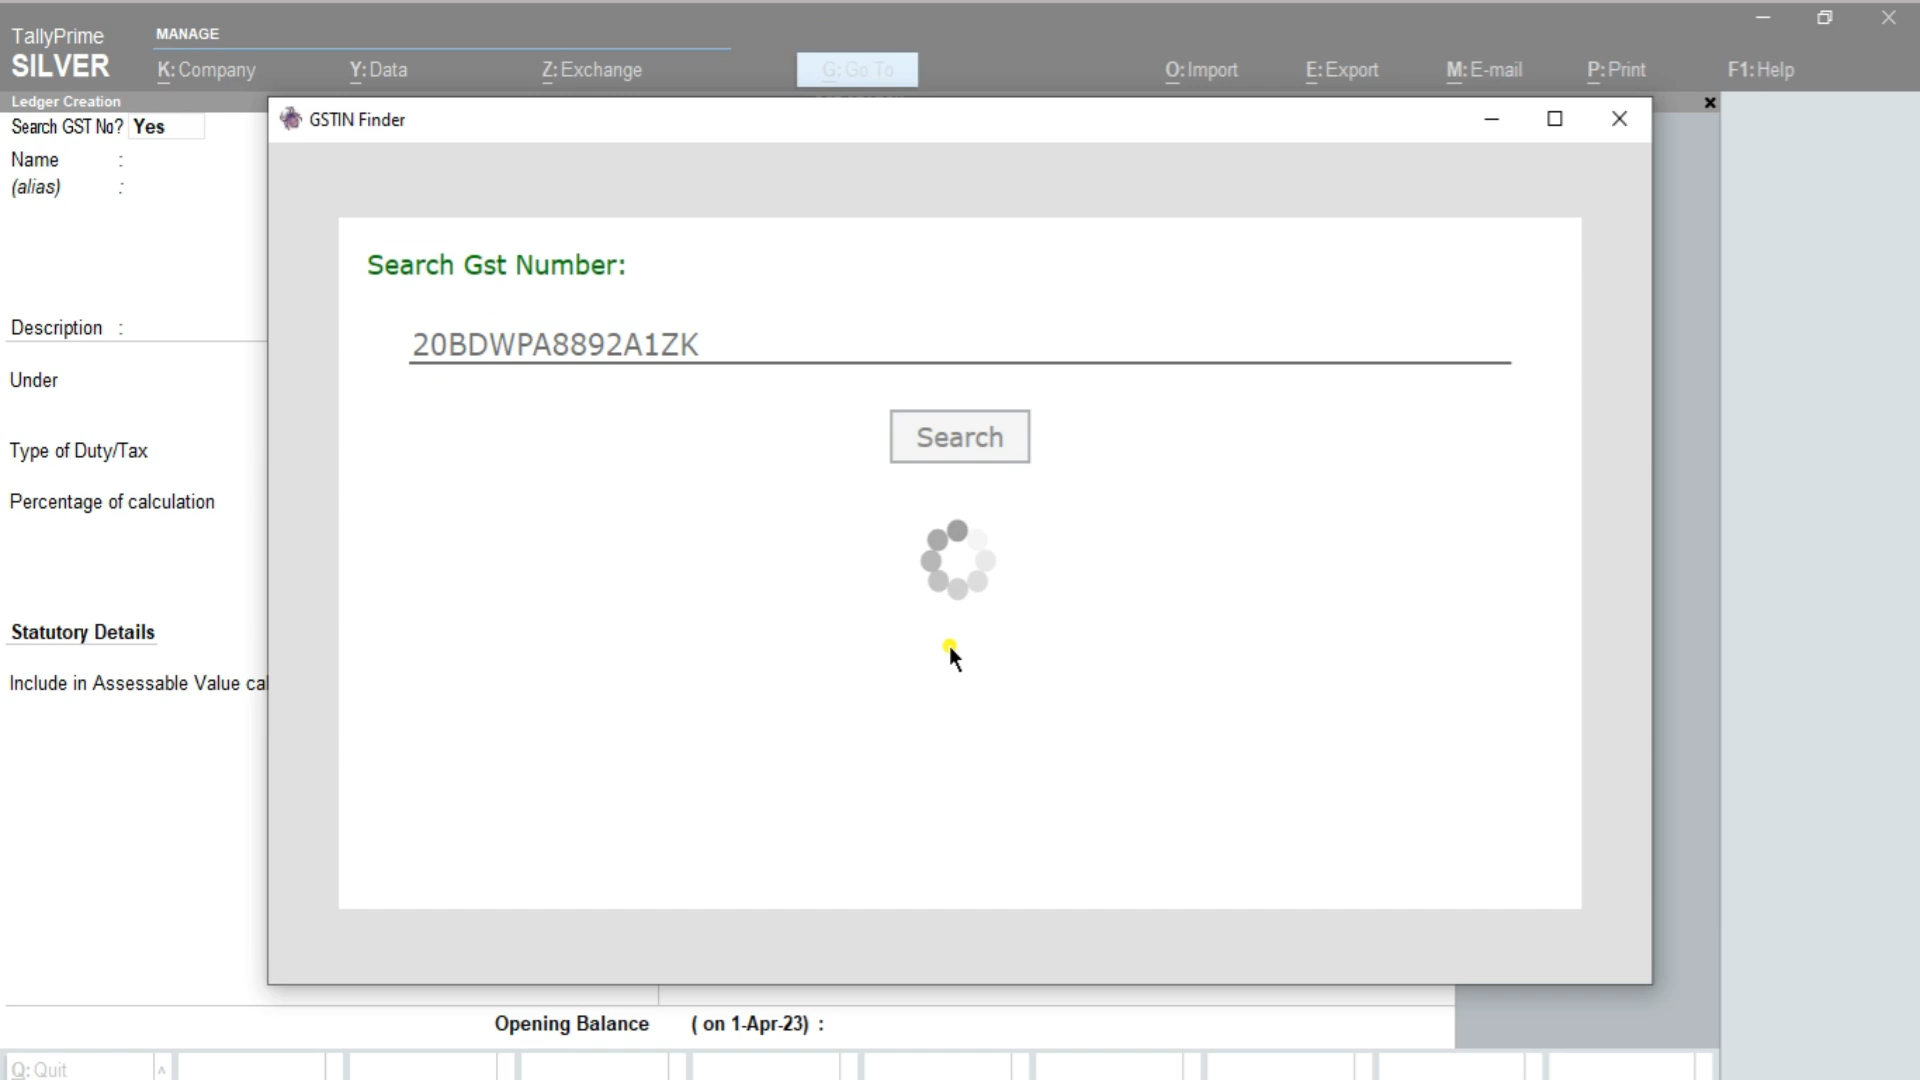 TallyPrime
SILVER
MANAGE
K: Company
Y: Data
Z: Exchange
G: Go To
O: Import
E: Export
M: E-mail
P: Print
F1: Help
Ledger Creation
Search GST No? Yes
Name :
(alias) :
Description :
Under
Type of Duty/Tax
Percentage of calculation
Statutory Details
Include in Assessable Value cal
GSTIN Finder
Search Gst Number:
20BDWPA8892A1ZK
Search
Opening Balance ( on 1-Apr-23) :
Q: Quit